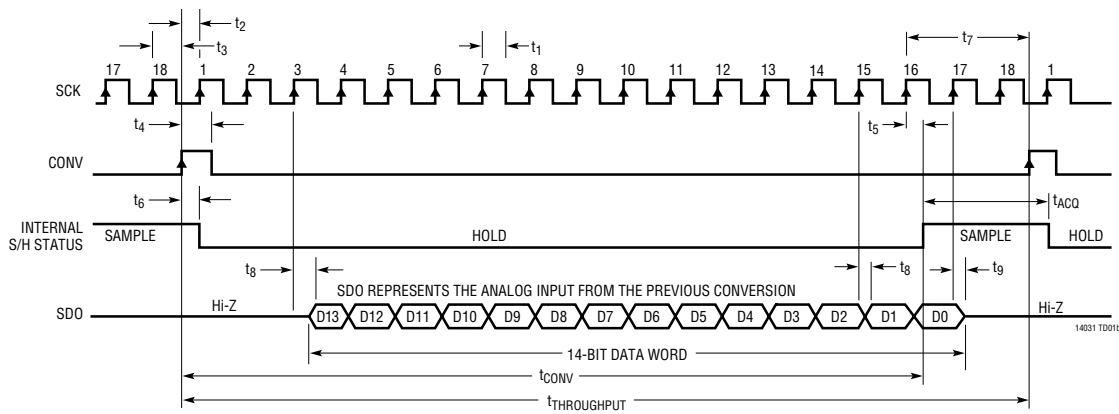 t2
t3
t1
t7
17 18 1 2 3 4 5 6 7 8 9 10 11 12 13 14 15 16 17 18 1
SCK
t4
t5
CONV
t6
tACQ
INTERNAL
S/H STATUS
SAMPLE HOLD SAMPLE HOLD
t8
t8
t9
SDO REPRESENTS THE ANALOG INPUT FROM THE PREVIOUS CONVERSION
Hi-Z
Hi-Z
SDO
D13 D12 D11 D10 D9 D8 D7 D6 D5 D4 D3 D2 D1 D0
14031 TD01b
14-BIT DATA WORD
tCONV
tTHROUGHPUT